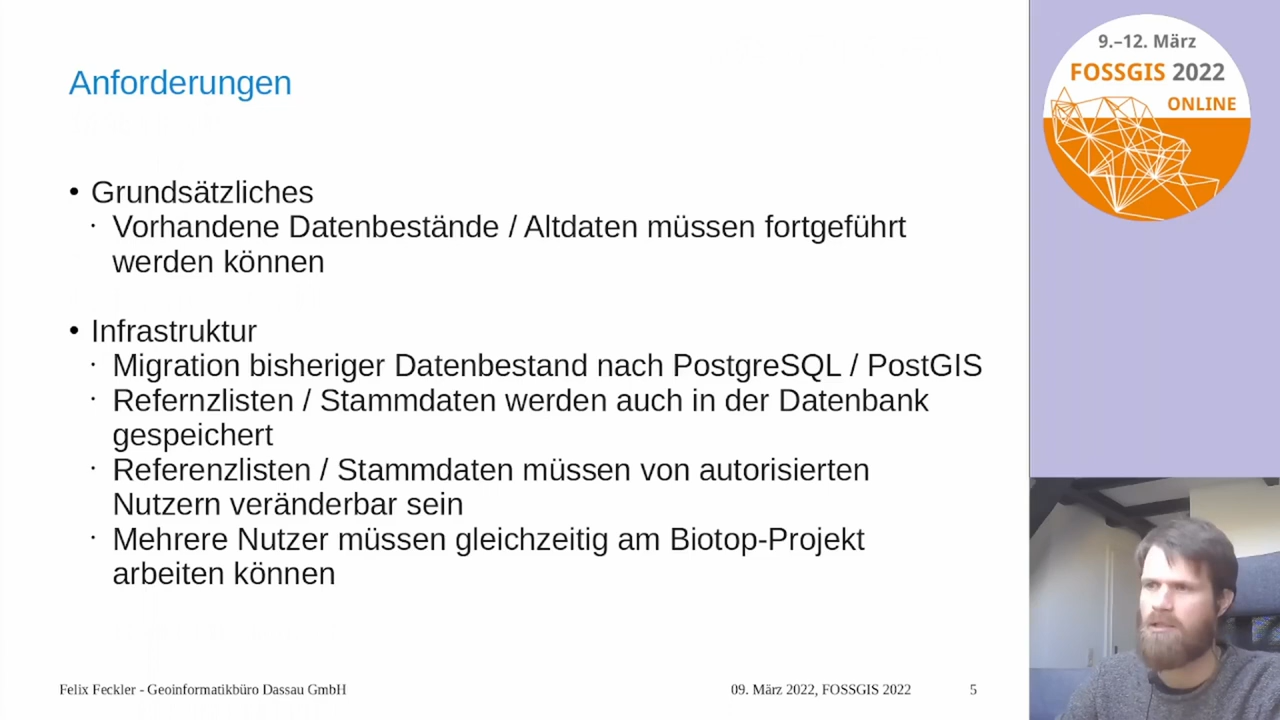 Anforderungen
• Grundsätzliches
· Vorhandene Datenbestände / Altdaten müssen fortgeführt
werden können
• Infrastruktur
· Migration bisheriger Datenbestand nach PostgreSQL / PostGIS
· Refernzlisten / Stammdaten werden auch in der Datenbank
gespeichert
· Referenzlisten / Stammdaten müssen von autorisierten
Nutzern veränderbar sein
· Mehrere Nutzer müssen gleichzeitig am Biotop-Projekt
arbeiten können
Felix Feckler - Geoinformatikbüro Dassau GmbH
09. März 2022, FOSSGIS 2022
5
9.–12. März
FOSSGIS 2022
ONLINE